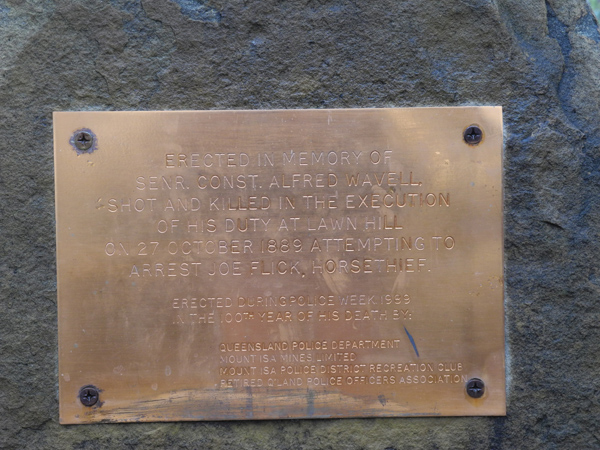 ERECTED IN MEMORY OF
SENR. CONST. ALFRED WAVELL,
SHOT AND KILLED IN THE EXECUTION
OF HIS DUTY AT LAWN HILL
ON 27 OCTOBER 1889 ATTEMPTING TO
ARREST JOE FLICK, HORSETHIEF.
ERECTED DURING POLICE WEEK 1989
IN THE 100TH YEAR OF HIS DEATH BY:
QUEENSLAND POLICE DEPARTMENT
MOUNT ISA MINES LIMITED
MOUNT ISA POLICE DISTRICT RECREATION CLUB
RETIRED Q'LAND POLICE OFFICERS ASSOCIATION